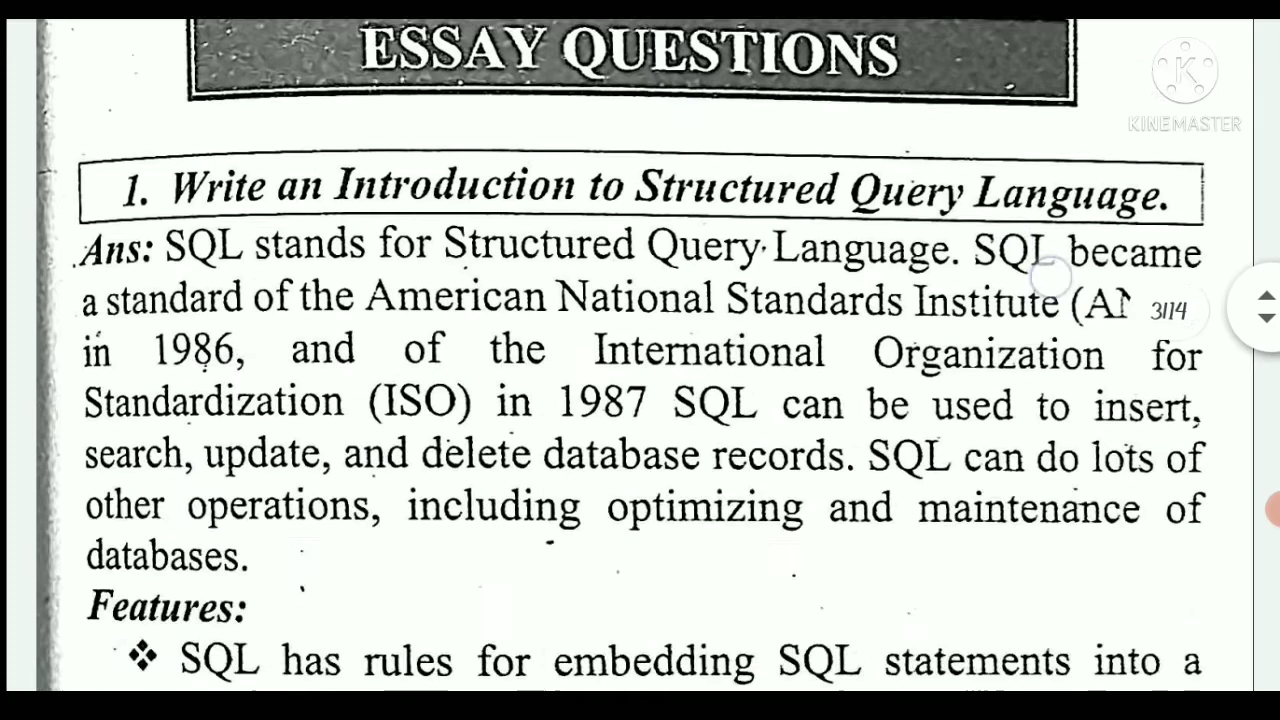 ESSAY QUESTIONS
KINEMASTER
1. Write an Introduction to Structured Query Language.
Ans: SQL stands for Structured Query Language. SQL became
a standard of the American National Standards Institute
3/14
in 1986, and of the International Organization for
Standardization (ISO) in 1987 SQL can be used to insert,
search, update, and delete database records. SQL can do lots of
other operations, including optimizing and maintenance of
databases.
Features:
❖ SQL has rules for embedding SQL statements into a